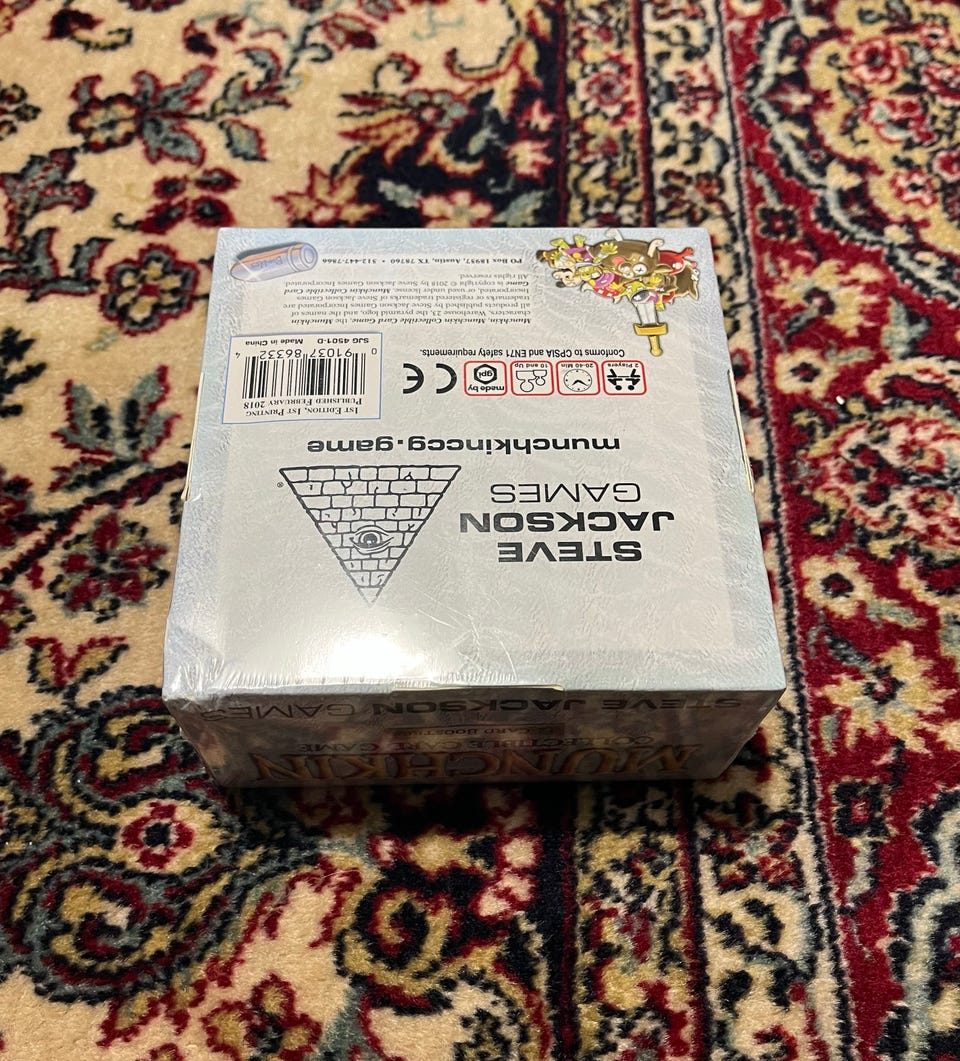 MUNCHKIN
COLLECTIBLE CARD GAME
CARD BOOSTER
STEVE JACKSON GAMES
STEVE
JACKSON
GAMES
®
munchkinccg.game
2 Players
20-40 Min
10 and Up
made by
gpi
CE
Conforms to CPSIA and EN71 safety requirements.
1ST EDITION, 1ST PRINTING
PUBLISHED FEBRUARY 2018
0 91037 86332 4
SJG 4501-D Made in China
Munchkin, Munchkin Collectible Card Game, the Munchkin
characters, Warehouse 23, the pyramid logo, and the names of
all products published by Steve Jackson Games Incorporated are
trademarks or registered trademarks of Steve Jackson Games
Incorporated, or used under license. Munchkin Collectible Card
Game is copyright © 2018 by Steve Jackson Games Incorporated.
All rights reserved.
PO Box 18957, Austin, TX 78760 • 512-447-7866